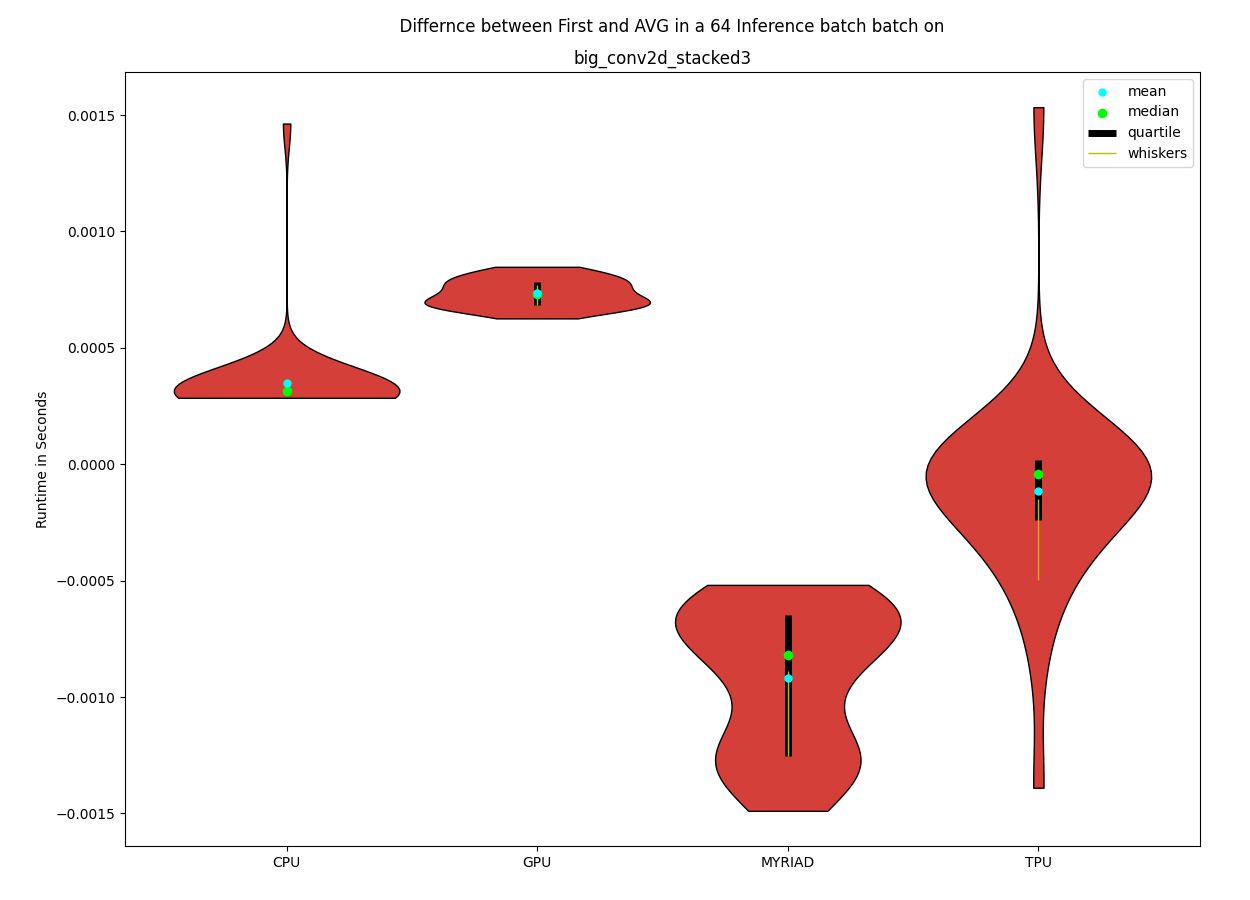 Differnce between First and AVG in a 64 Inference batch batch on
big_conv2d_stacked3
mean
median
quartile
whiskers
0.0015
0.0010
0.0005
0.0000
−0.0005
−0.0010
−0.0015
Runtime in Seconds
CPU GPU MYRIAD TPU